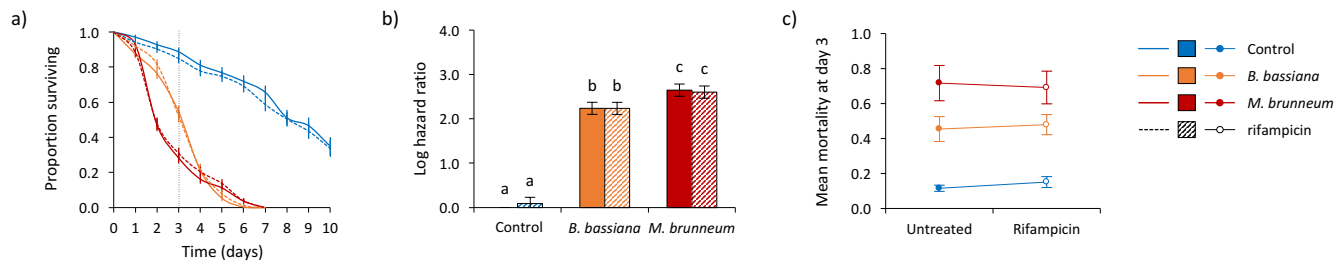 a)
Proportion surviving
1.0
0.8
0.6
0.4
0.2
0.0
0 1 2 3 4 5 6 7 8 9 10
Time (days)
b)
Log hazard ratio
4.0
3.0
2.0
1.0
0.0
a a b b c c
Control B. bassiana M. brunneum
c)
Mean mortality at day 3
1.0
0.8
0.6
0.4
0.2
0.0
Untreated Rifampicin
Control
B. bassiana
M. brunneum
rifampicin